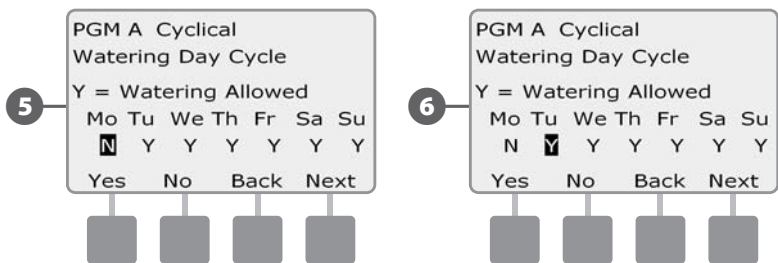 5
PGM A Cyclical
Watering Day Cycle
Y = Watering Allowed
Mo Tu We Th Fr Sa Su
N Y Y Y Y Y Y
Yes No Back Next
6
PGM A Cyclical
Watering Day Cycle
Y = Watering Allowed
Mo Tu We Th Fr Sa Su
N Y Y Y Y Y Y
Yes No Back Next